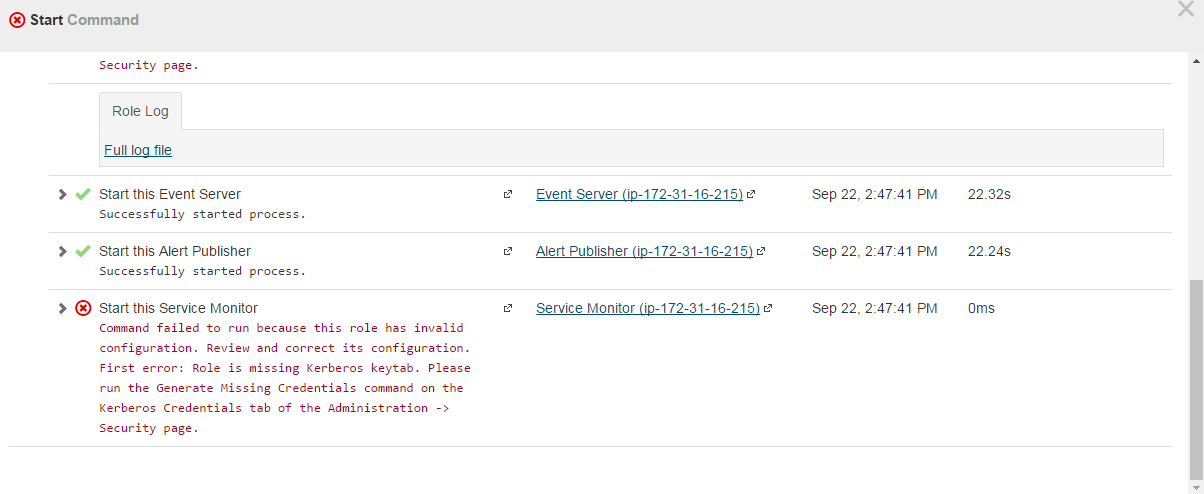 Start Command
Security page.
Role Log
Full log file
Start this Event Server Event Server (ip-172-31-16-215) Sep 22, 2:47:41 PM 22.32s
Successfully started process.
Start this Alert Publisher Alert Publisher (ip-172-31-16-215) Sep 22, 2:47:41 PM 22.24s
Successfully started process.
Start this Service Monitor Service Monitor (ip-172-31-16-215) Sep 22, 2:47:41 PM 0ms
Command failed to run because this role has invalid
configuration. Review and correct its configuration.
First error: Role is missing Kerberos keytab. Please
run the Generate Missing Credentials command on the
Kerberos Credentials tab of the Administration ->
Security page.